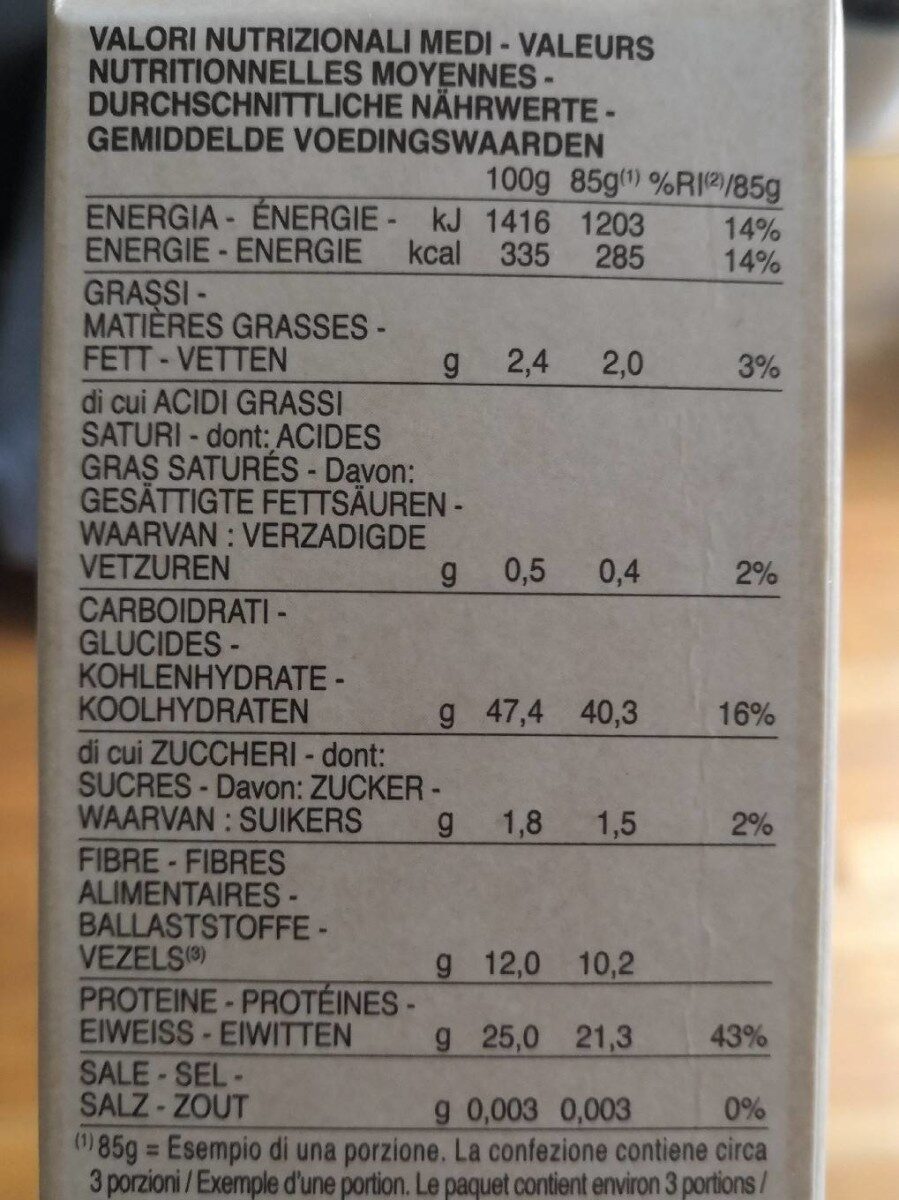 VALORI NUTRIZIONALI MEDI - VALEURS
NUTRITIONNELLES MOYENNES -
DURCHSCHNITTLICHE NÄHRWERTE -
GEMIDDELDE VOEDINGSWAARDEN
100g 85g(1) %RI(2)/85g
ENERGIA - ÉNERGIE - kJ 1416 1203 14%
ENERGIE - ENERGIE kcal 335 285 14%
GRASSI -
MATIÈRES GRASSES -
FETT - VETTEN g 2,4 2,0 3%
di cui ACIDI GRASSI
SATURI - dont: ACIDES
GRAS SATURÉS - Davon:
GESÄTTIGTE FETTSÄUREN -
WAARVAN : VERZADIGDE
VETZUREN g 0,5 0,4 2%
CARBOIDRATI -
GLUCIDES -
KOHLENHYDRATE -
KOOLHYDRATEN g 47,4 40,3 16%
di cui ZUCCHERI - dont:
SUCRES - Davon: ZUCKER -
WAARVAN : SUIKERS g 1,8 1,5 2%
FIBRE - FIBRES
ALIMENTAIRES -
BALLASTSTOFFE -
VEZELS(3) g 12,0 10,2
PROTEINE - PROTÉINES -
EIWEISS - EIWITTEN g 25,0 21,3 43%
SALE - SEL -
SALZ - ZOUT g 0,003 0,003 0%
(1) 85g = Esempio di una porzione. La confezione contiene circa
3 porzioni / Exemple d'une portion. Le paquet contient environ 3 portions /